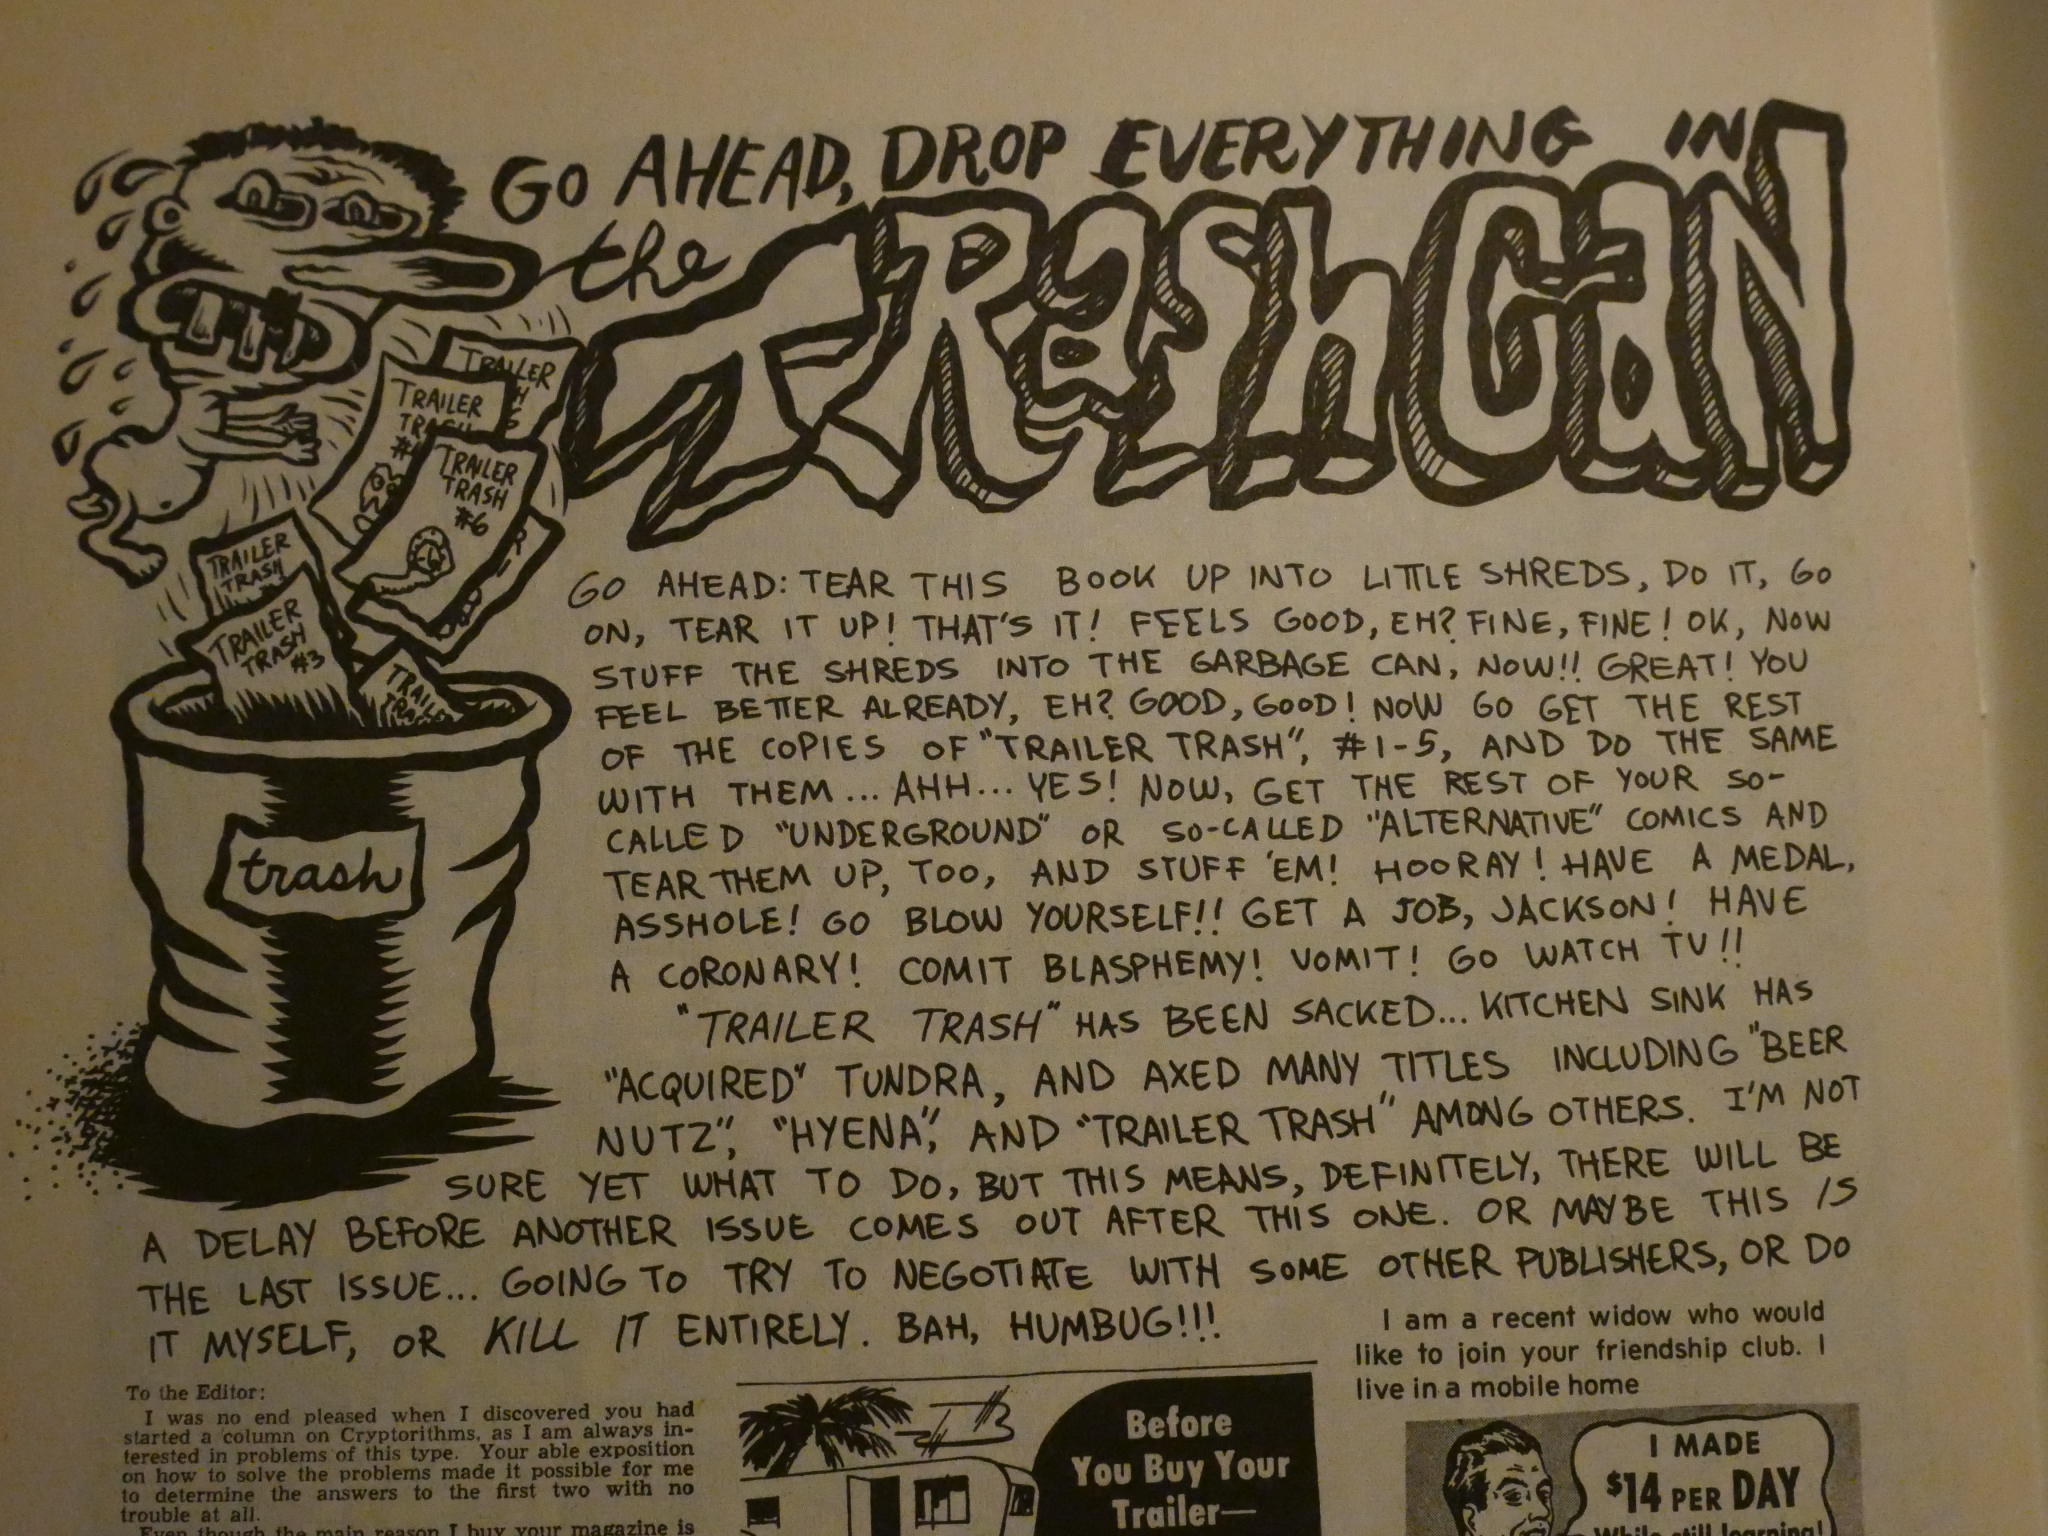 GO AHEAD, DROP EVERYTHING IN
the TRASHCAN
TRAILER
TRAILER
TRASH
TRAILER
TRASH
#6
TRAILER
TRASH
TRAILER
TRASH
#3
trash
GO AHEAD: TEAR THIS BOOK UP INTO LITTLE SHREDS, DO IT, GO
ON, TEAR IT UP! THAT'S IT! FEELS GOOD, EH? FINE, FINE! OK, NOW
STUFF THE SHREDS INTO THE GARBAGE CAN, NOW!! GREAT! YOU
FEEL BETTER ALREADY, EH? GOOD, GOOD! NOW GO GET THE REST
OF THE COPIES OF "TRAILER TRASH", #1-5, AND DO THE SAME
WITH THEM... AHH... YES! NOW, GET THE REST OF YOUR SO-
CALLED "UNDERGROUND" OR SO-CALLED "ALTERNATIVE" COMICS AND
TEAR THEM UP, TOO, AND STUFF 'EM! HOORAY! HAVE A MEDAL,
ASSHOLE! GO BLOW YOURSELF!! GET A JOB, JACKSON! HAVE
A CORONARY! COMIT BLASPHEMY! VOMIT! GO WATCH TV!!
"TRAILER TRASH" HAS BEEN SACKED... KITCHEN SINK HAS
"ACQUIRED" TUNDRA, AND AXED MANY TITLES INCLUDING "BEER
NUTZ", "HYENA", AND "TRAILER TRASH" AMONG OTHERS. I'M NOT
SURE YET WHAT TO DO, BUT THIS MEANS, DEFINITELY, THERE WILL BE
A DELAY BEFORE ANOTHER ISSUE COMES OUT AFTER THIS ONE. OR MAYBE THIS IS
THE LAST ISSUE... GOING TO TRY TO NEGOTIATE WITH SOME OTHER PUBLISHERS, OR DO
IT MYSELF, OR KILL IT ENTIRELY. BAH, HUMBUG!!!
To the Editor:
I was no end pleased when I discovered you had
started a column on Cryptorithms, as I am always in-
terested in problems of this type. Your able exposition
on how to solve the problems made it possible for me
to determine the answers to the first two with no
trouble at all.
Even though the main reason I buy your magazine is
Before
You Buy Your
Trailer—
I am a recent widow who would
like to join your friendship club. I
live in a mobile home
I MADE
$14 PER DAY
While still learning!